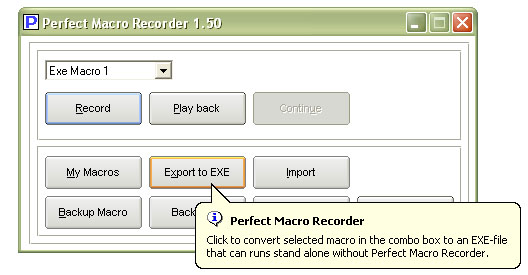 P Perfect Macro Recorder 1.50
Exe Macro 1
Record Play back Continue
My Macros Export to EXE Import
Backup Macro Back
Perfect Macro Recorder
Click to convert selected macro in the combo box to an EXE-file
that can runs stand alone without Perfect Macro Recorder.